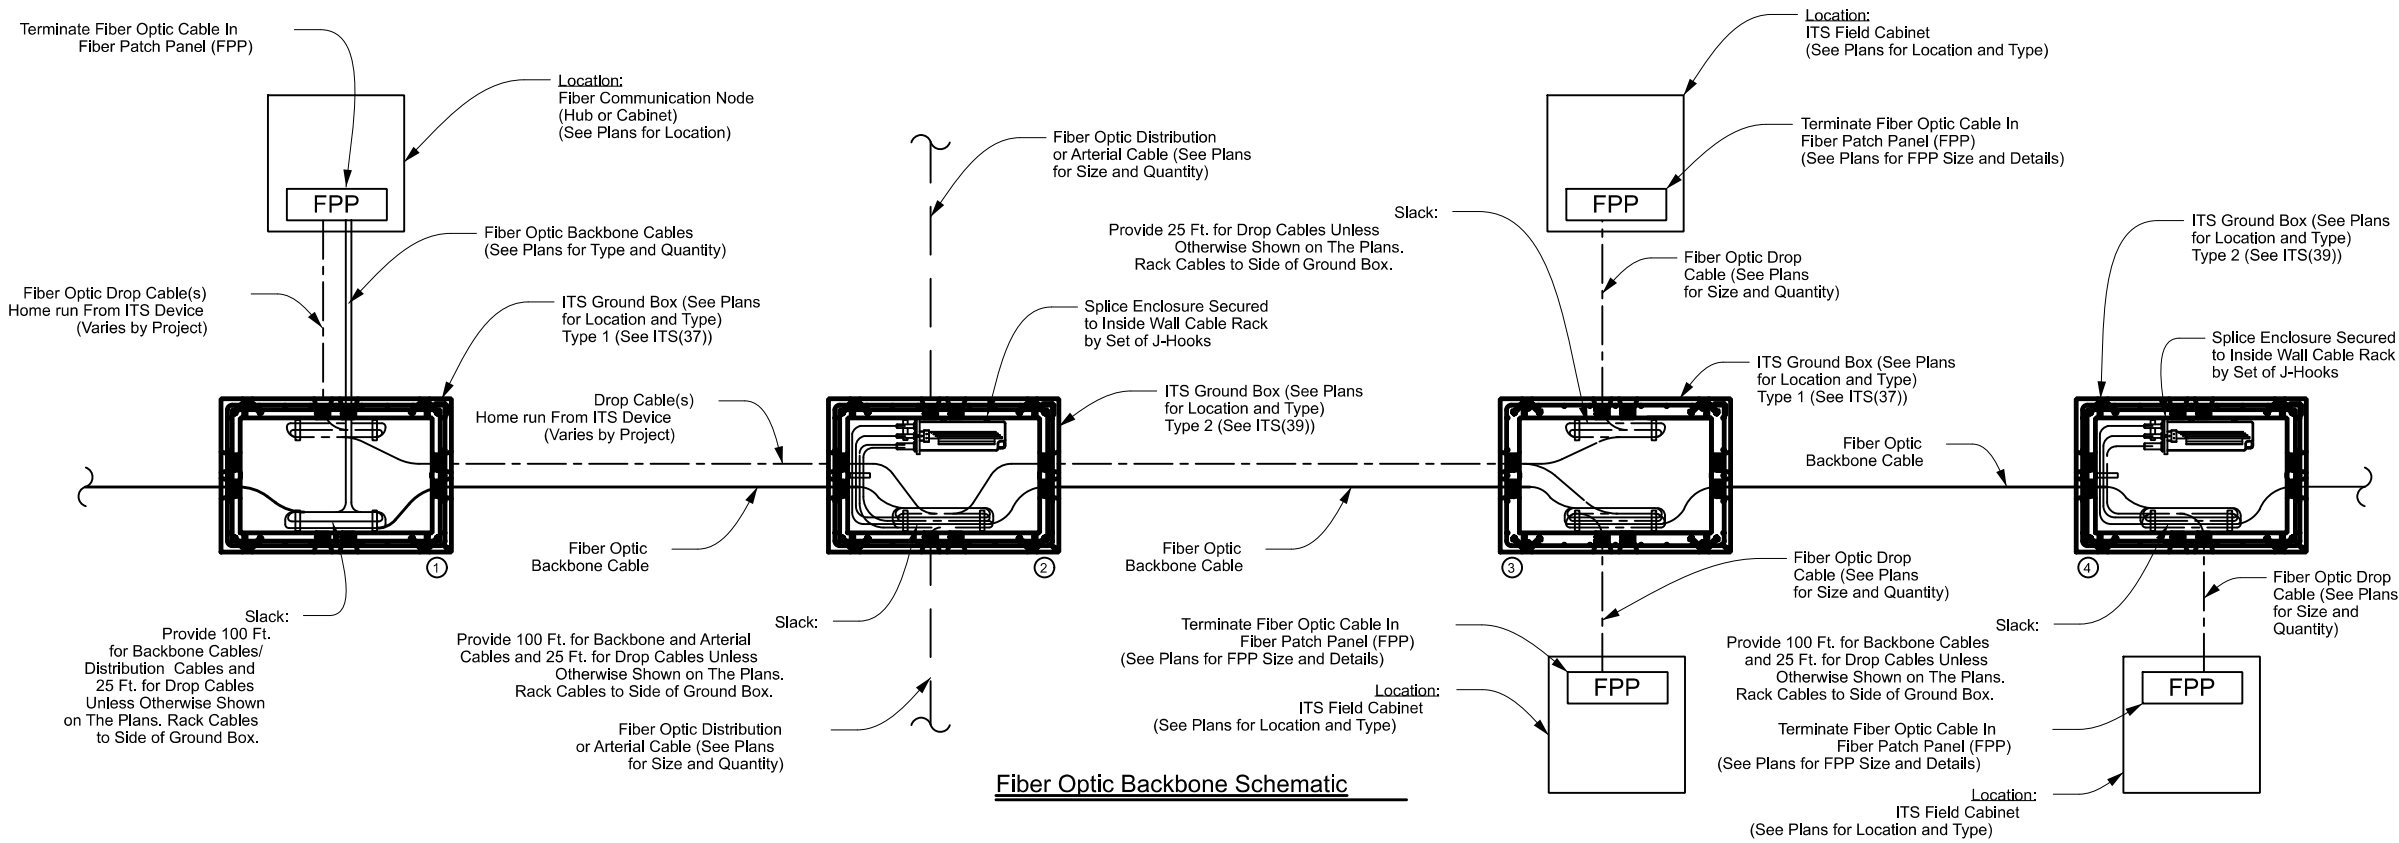 Terminate Fiber Optic Cable In
Fiber Patch Panel (FPP)
Location:
Fiber Communication Node
(Hub or Cabinet)
(See Plans for Location)
FPP
Fiber Optic Backbone Cables
(See Plans for Type and Quantity)
Fiber Optic Drop Cable(s)
Home run From ITS Device
(Varies by Project)
ITS Ground Box (See Plans
for Location and Type)
Type 1 (See ITS(37))
1
Slack:
Provide 100 Ft.
for Backbone Cables/
Distribution Cables and
25 Ft. for Drop Cables
Unless Otherwise Shown
on The Plans. Rack Cables
to Side of Ground Box.
Drop Cable(s)
Home run From ITS Device
(Varies by Project)
Fiber Optic
Backbone Cable
Fiber Optic Distribution
or Arterial Cable (See Plans
for Size and Quantity)
Splice Enclosure Secured
to Inside Wall Cable Rack
by Set of J-Hooks
ITS Ground Box (See Plans
for Location and Type)
Type 2 (See ITS(39))
2
Slack:
Provide 100 Ft. for Backbone and Arterial
Cables and 25 Ft. for Drop Cables Unless
Otherwise Shown on The Plans.
Rack Cables to Side of Ground Box.
Fiber Optic Distribution
or Arterial Cable (See Plans
for Size and Quantity)
Fiber Optic
Backbone Cable
Location:
ITS Field Cabinet
(See Plans for Location and Type)
Terminate Fiber Optic Cable In
Fiber Patch Panel (FPP)
(See Plans for FPP Size and Details)
FPP
Slack:
Provide 25 Ft. for Drop Cables Unless
Otherwise Shown on The Plans.
Rack Cables to Side of Ground Box.
Fiber Optic Drop
Cable (See Plans
for Size and Quantity)
ITS Ground Box (See Plans
for Location and Type)
Type 1 (See ITS(37))
3
Fiber Optic Drop
Cable (See Plans
for Size and Quantity)
Terminate Fiber Optic Cable In
Fiber Patch Panel (FPP)
(See Plans for FPP Size and Details)
FPP
Location:
ITS Field Cabinet
(See Plans for Location and Type)
Fiber Optic
Backbone Cable
ITS Ground Box (See Plans
for Location and Type)
Type 2 (See ITS(39))
Splice Enclosure Secured
to Inside Wall Cable Rack
by Set of J-Hooks
4
Slack:
Provide 100 Ft. for Backbone Cables
and 25 Ft. for Drop Cables Unless
Otherwise Shown on The Plans.
Rack Cables to Side of Ground Box.
Fiber Optic Drop
Cable (See Plans
for Size and
Quantity)
FPP
Terminate Fiber Optic Cable In
Fiber Patch Panel (FPP)
(See Plans for FPP Size and Details)
Location:
ITS Field Cabinet
(See Plans for Location and Type)
Fiber Optic Backbone Schematic